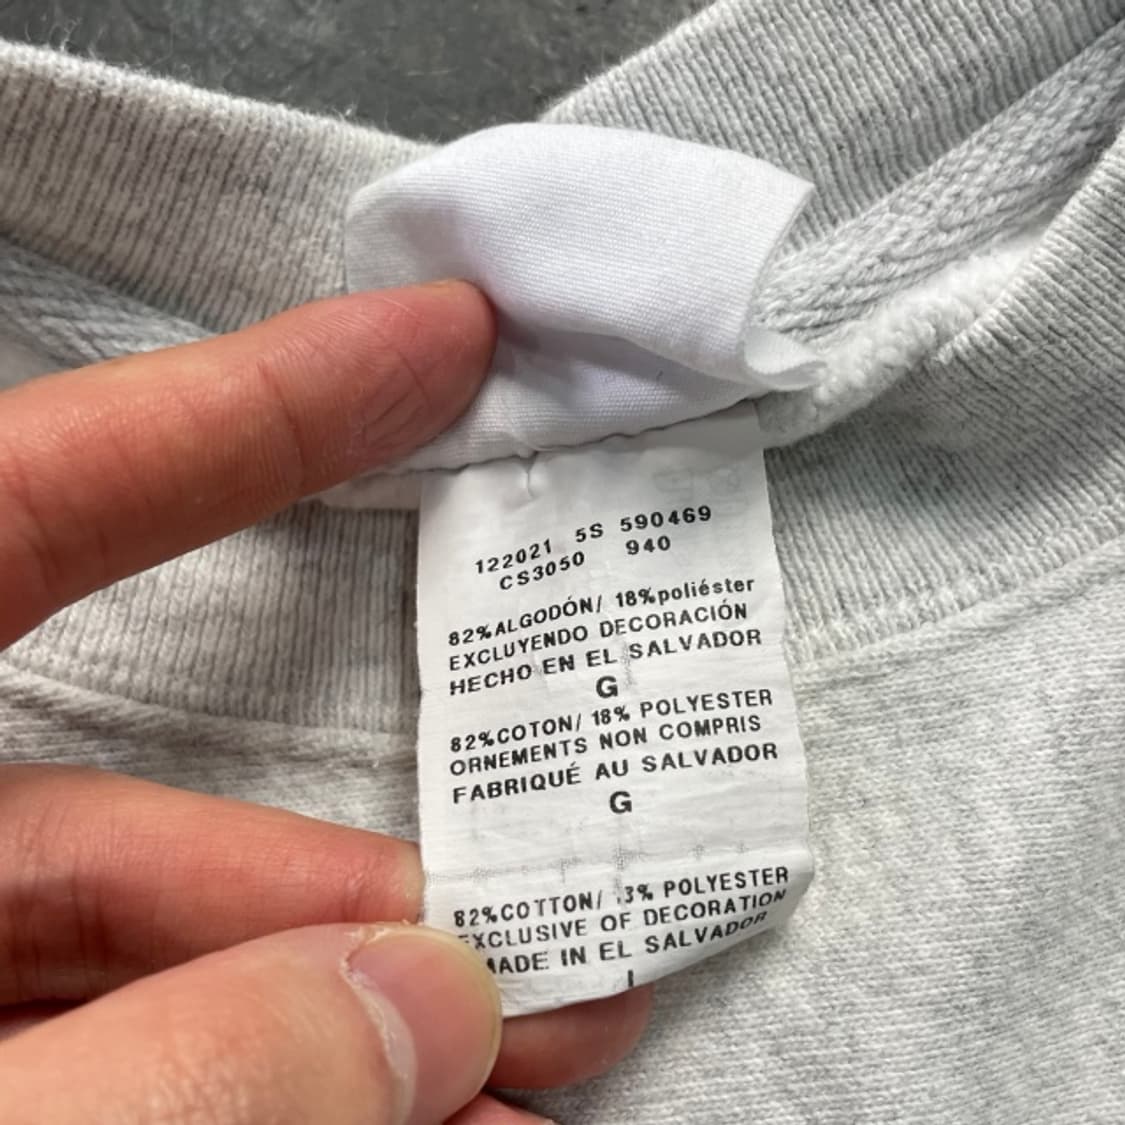 122021 5S 590469
CS3050 940
82%ALGODÓN/ 18%poliéster
EXCLUYENDO DECORACIÓN
HECHO EN EL SALVADOR
G
82%COTON/ 18% POLYESTER
ORNEMENTS NON COMPRIS
FABRIQUÉ AU SALVADOR
G
82%COTTON/ POLYESTER
EXCLUSIVE OF DECORATION
MADE IN EL SALVADOR